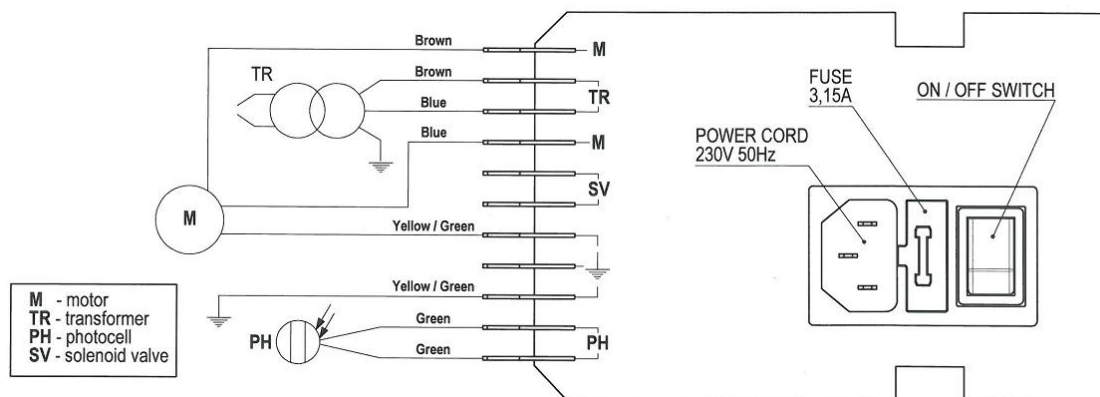 Brown
M
TR
Brown
Blue
TR
Blue
M
SV
M
Yellow / Green
Yellow / Green
Green
PH
Green
PH
M - motor
TR - transformer
PH - photocell
SV - solenoid valve
FUSE
3,15A
ON / OFF SWITCH
POWER CORD
230V 50Hz